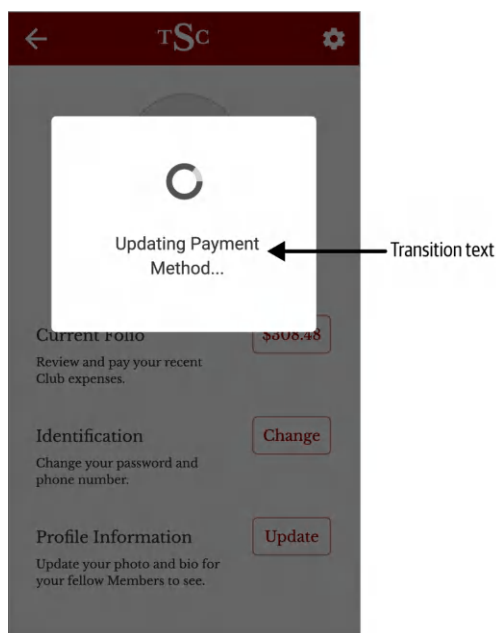 TSC
Updating Payment
Method...
Transition text
Current Folio
$308.48
Review and pay your recent
Club expenses.
Identification
Change
Change your password and
phone number.
Profile Information
Update
Update your photo and bio for
your fellow Members to see.